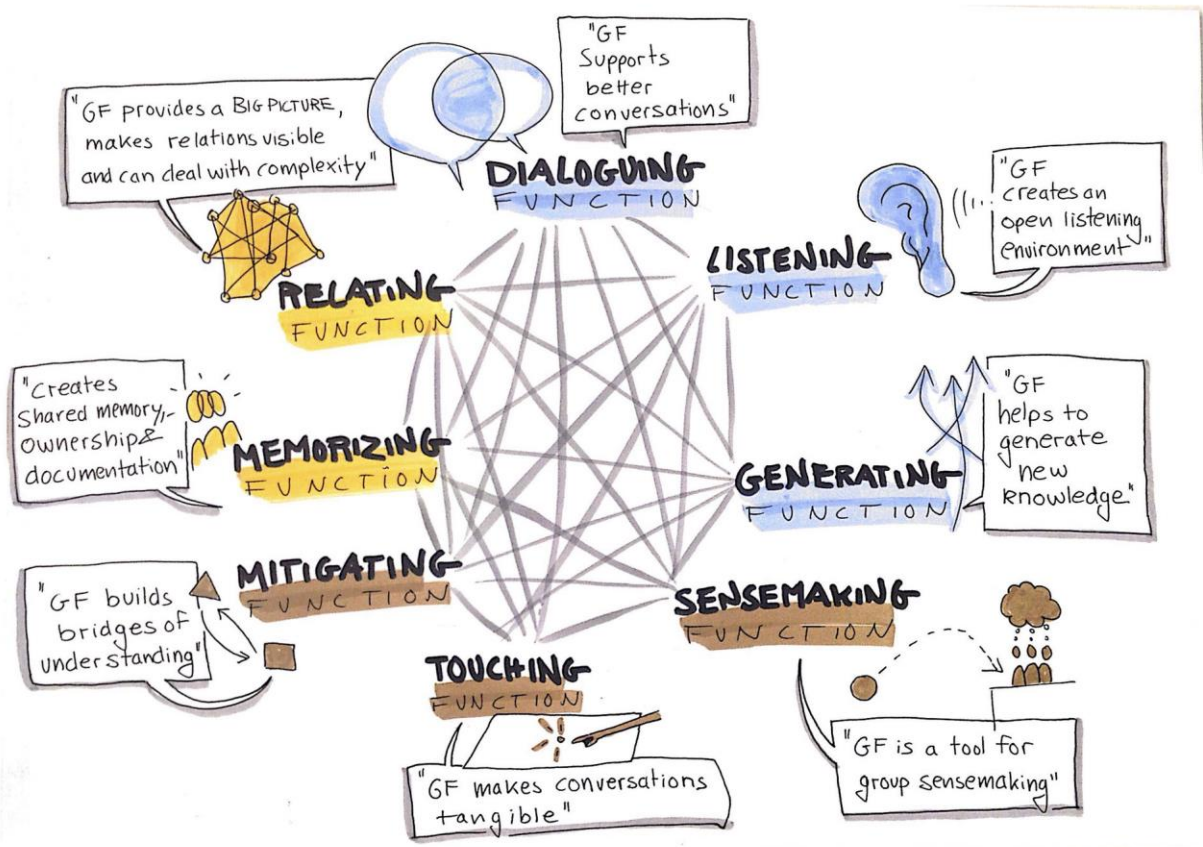 "GF
Supports
better
conversations"
DIALOGUING
FUNCTION
"GF provides a BIG PICTURE,
makes relations visible
and can deal with complexity"
RELATING
FUNCTION
"GF
creates an
open listening
environment"
LISTENING
FUNCTION
"Creates
Shared memory,-
ownership&
documentation"
MEMORIZING
FUNCTION
"GF
helps to
generate
new
knowledge"
GENERATING
FUNCTION
"GF builds
bridges of
understanding"
MITIGATING
FUNCTION
SENSEMAKING
FUNCTION
"GF is a tool for
group sensemaking"
TOUCHING
FUNCTION
"GF makes conversations
tangible"